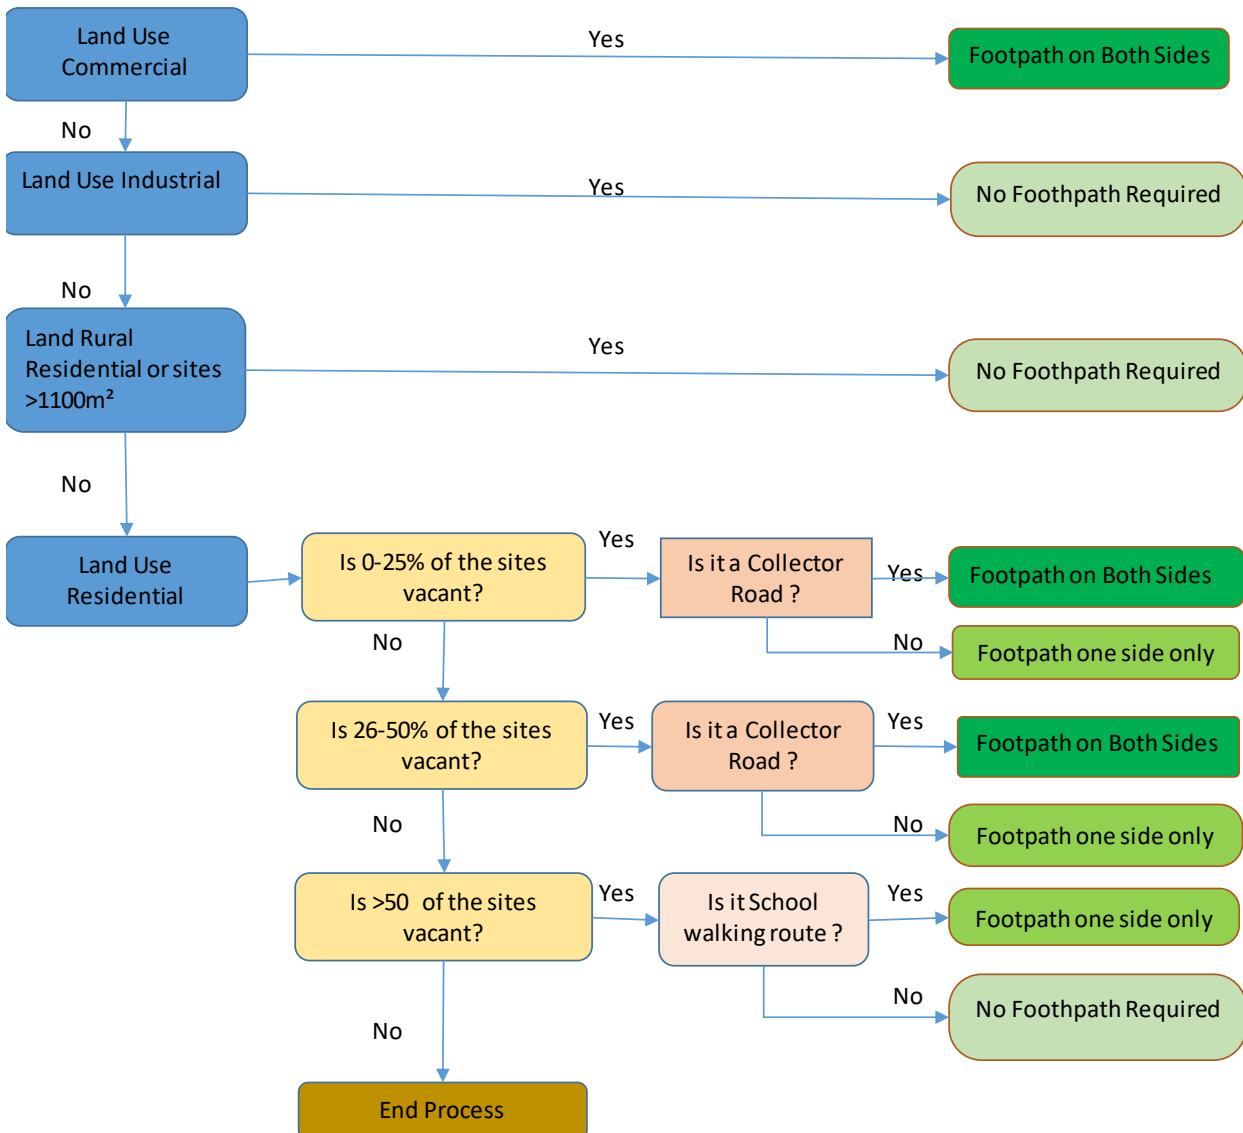 Land Use
Commercial
Yes
Footpath on Both Sides
No
Land Use Industrial
Yes
No Foothpath Required
No
Land Rural
Residential or sites
>1100m²
Yes
No Foothpath Required
No
Land Use
Residential
Is 0-25% of the sites
vacant?
Yes
Is it a Collector
Road ?
Yes
Footpath on Both Sides
No
Footpath one side only
No
Is 26-50% of the sites
vacant?
Yes
Is it a Collector
Road ?
Yes
Footpath on Both Sides
No
Footpath one side only
No
Is >50 of the sites
vacant?
Yes
Is it School
walking route ?
Yes
Footpath one side only
No
No Foothpath Required
No
End Process